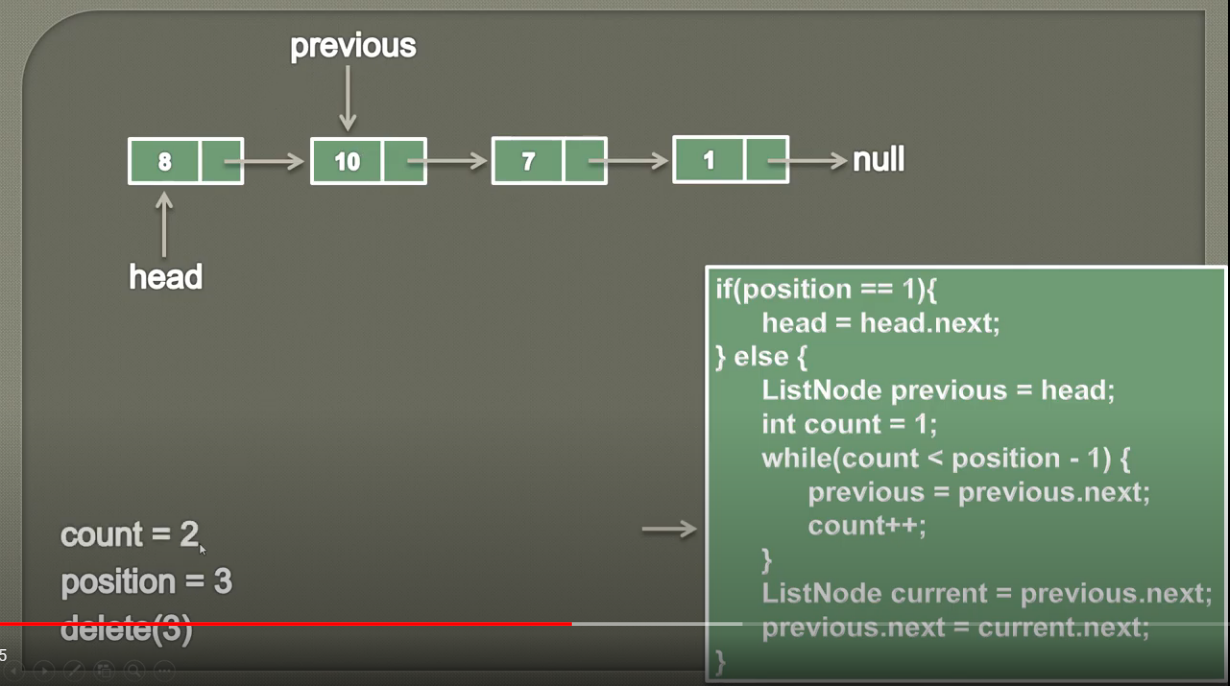 previous
8 10 7 1 null
head
if(position == 1){
head = head.next;
} else {
ListNode previous = head;
int count = 1;
while(count < position - 1) {
previous = previous.next;
count++;
}
ListNode current = previous.next;
previous.next = current.next;
}
count = 2
position = 3
delete(3)
5